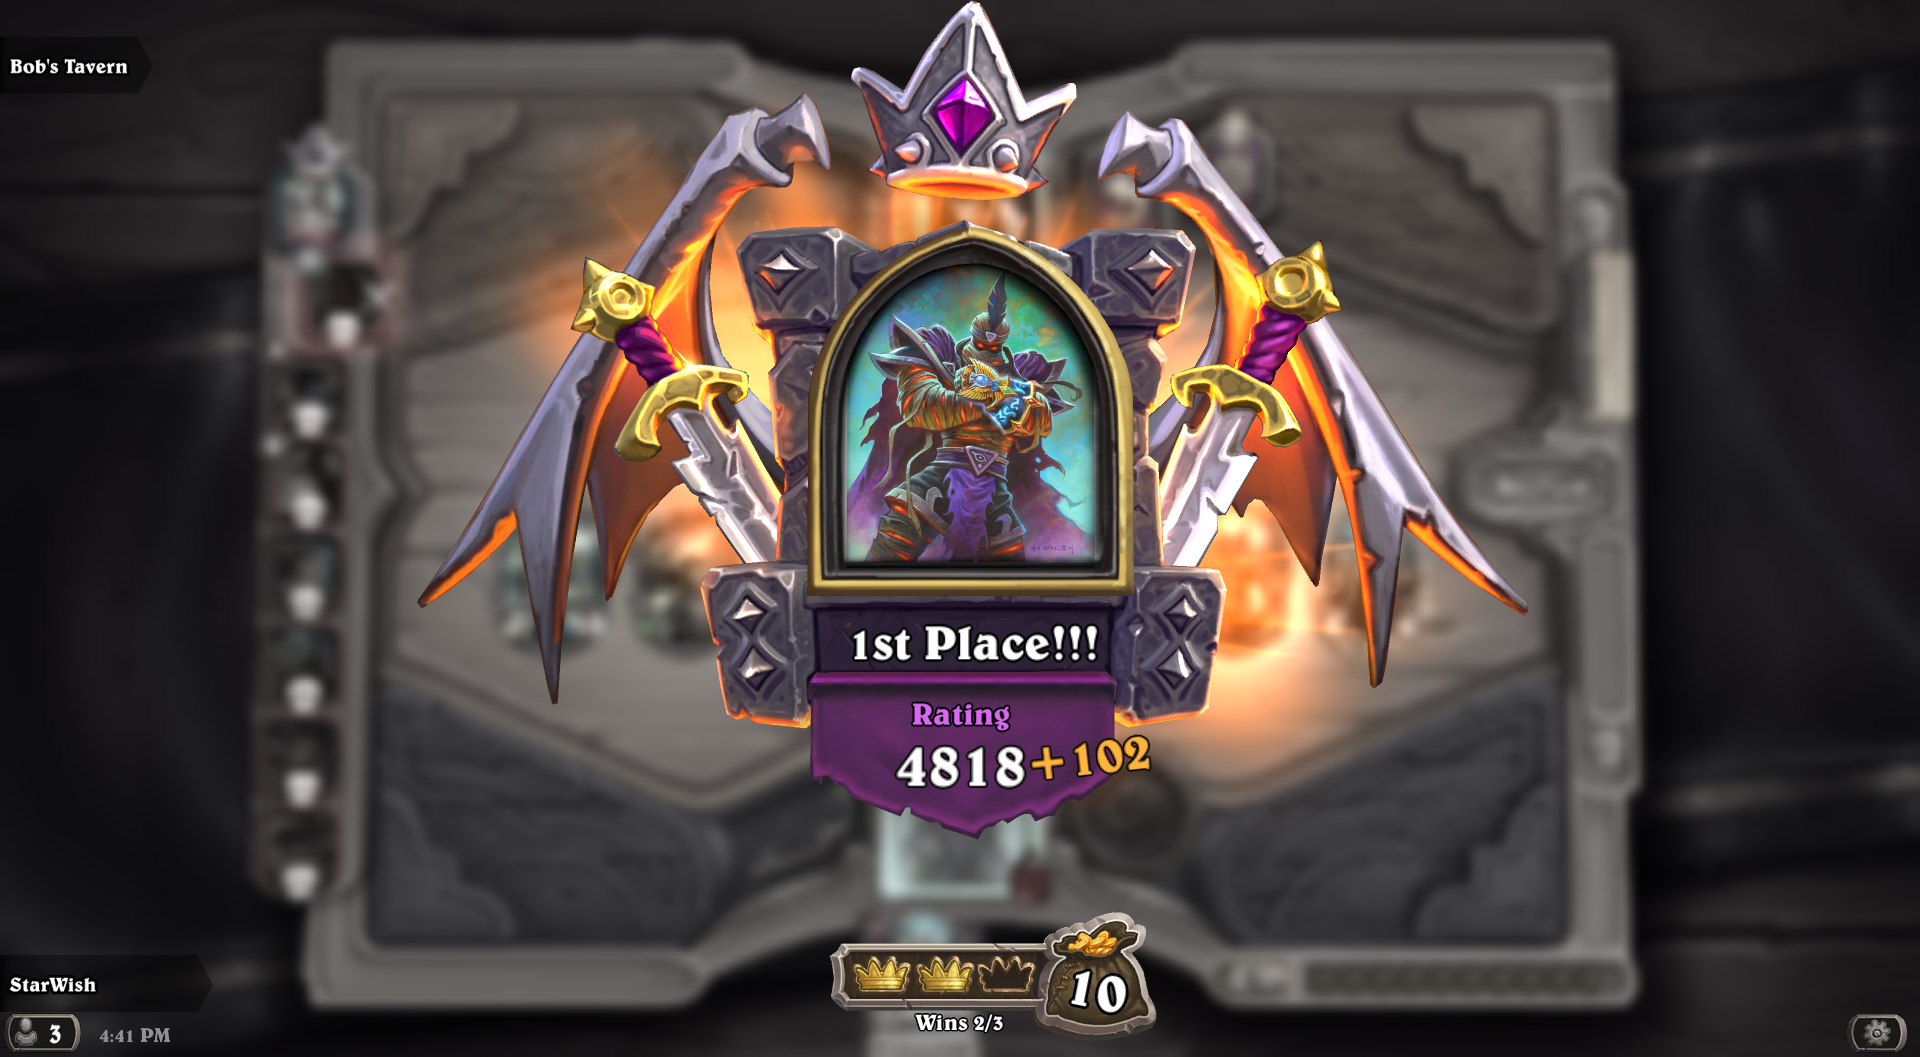 Bob's Tavern
1st Place!!!
Rating
4818 +102
10
Wins 2/3
StarWish
3
4:41 PM